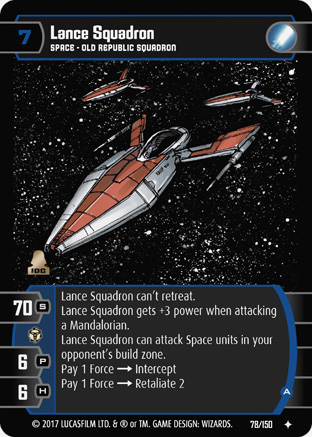 7
Lance Squadron
SPACE - OLD REPUBLIC SQUADRON
IDC
70 S
Lance Squadron can't retreat.
Lance Squadron gets +3 power when attacking
a Mandalorian.
Lance Squadron can attack Space units in your
opponent's build zone.
6 P
Pay 1 Force → Intercept
6 H
Pay 1 Force → Retaliate 2
A
© 2017 LUCASFILM LTD. & ® or TM. GAME DESIGN: WIZARDS. 78/150